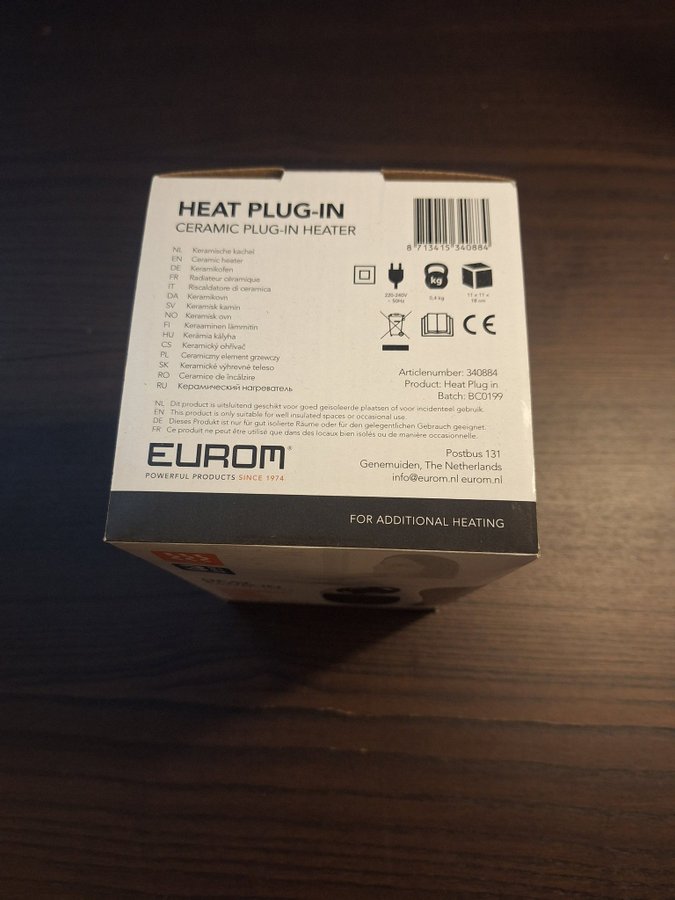 HEAT PLUG-IN
CERAMIC PLUG-IN HEATER
8 713415 340884
NL Keramische kachel
EN Ceramic heater
DE Keramikofen
FR Radiateur céramique
IT Riscaldatore di ceramica
DA Keramikovn
SV Keramisk kamin
NO Keramisk ovn
FI Keraaminen lämmitin
HU Kerámia kályha
CS Keramický ohřívač
PL Ceramiczny element grzewczy
SK Keramické výhrevné teleso
RO Ceramice de încălzire
RU Керамический нагреватель
kg
220-240V
~ 50Hz
0,4 kg
11 x 11 x
18 cm
CE
Articlenumber: 340884
Product: Heat Plug in
Batch: BC0199
NL Dit product is uitsluitend geschikt voor goed geïsoleerde plaatsen of voor incidenteel gebruik.
EN This product is only suitable for well insulated spaces or occasional use.
DE Dieses Produkt ist nur für gut isolierte Räume oder für den gelegentlichen Gebrauch geeignet.
FR Ce produit ne peut être utilisé que dans des locaux bien isolés ou de manière occasionnelle.
EUROM®
POWERFUL PRODUCTS SINCE 1974
Postbus 131
Genemuiden, The Netherlands
info@eurom.nl eurom.nl
FOR ADDITIONAL HEATING